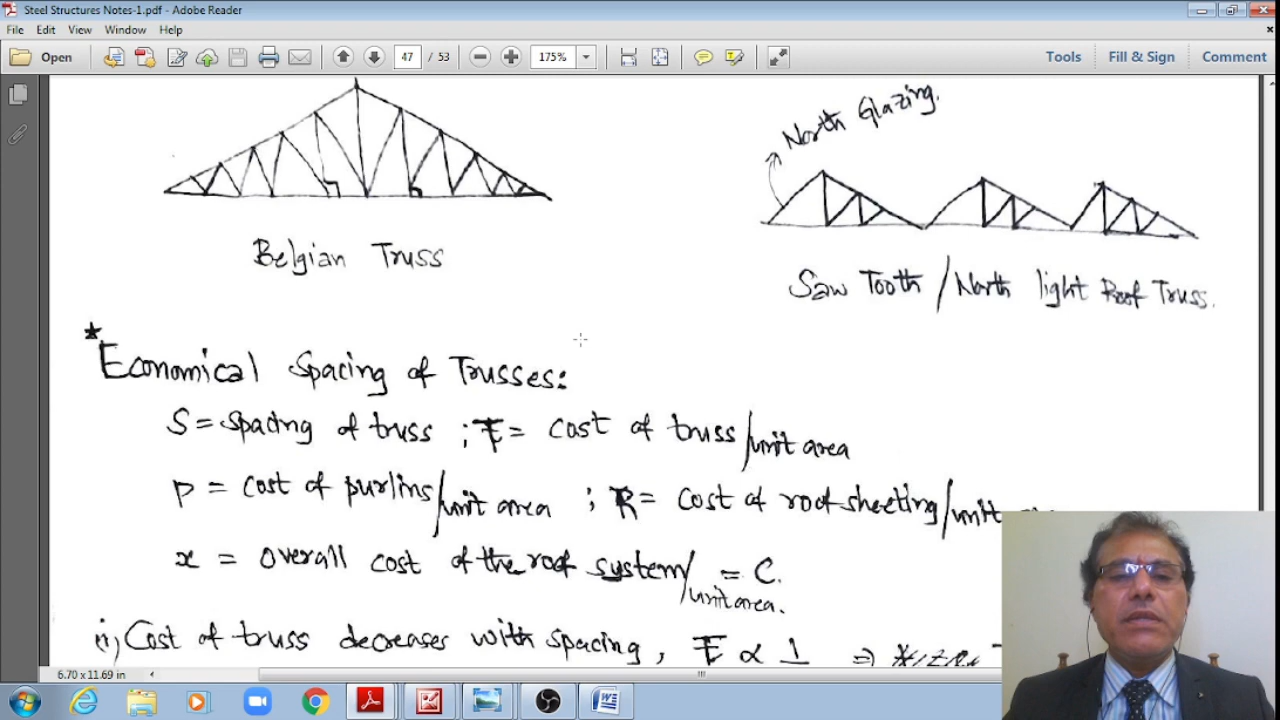 Steel Structures Notes-1.pdf - Adobe Reader
File Edit View Window Help
Open 47 / 53 175% Tools Fill & Sign Comment
North Glazing.
Belgian Truss
Saw Tooth / North light Roof Truss.
* Economical Spacing of Trusses:
S = spacing of truss ; T = cost of truss/unit area
P = cost of purlins/unit area ; R = cost of roof sheeting/unit
x = overall cost of the roof system/unit area. = C.
i, Cost of truss decreases with spacing, T ∝ 1 ⇒
6.70 x 11.69 in